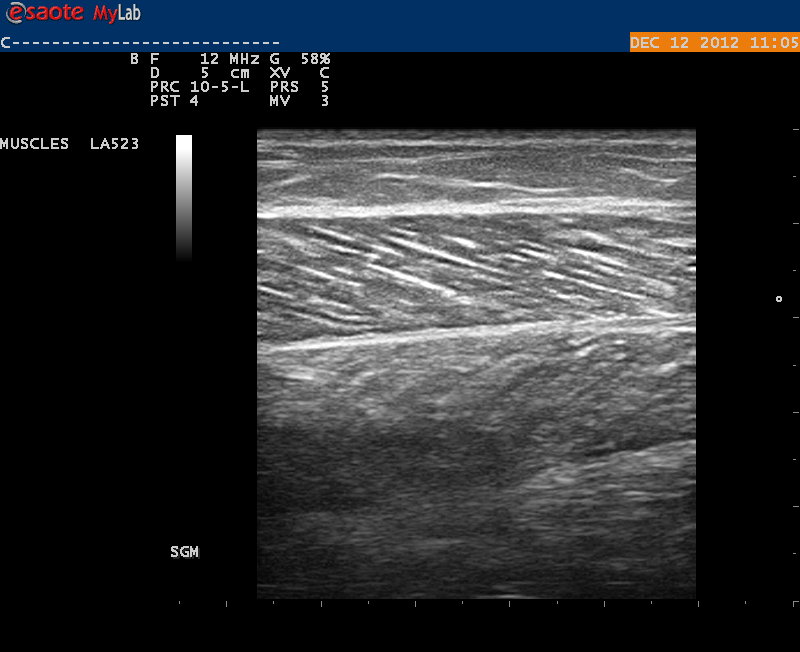 esaote MyLab
C---------------------------
DEC 12 2012 11:05
B F 12 MHz G 58%
D 5 cm XV C
PRC 10-5-L PRS 5
PST 4 MV 3
MUSCLES LA523
SGM